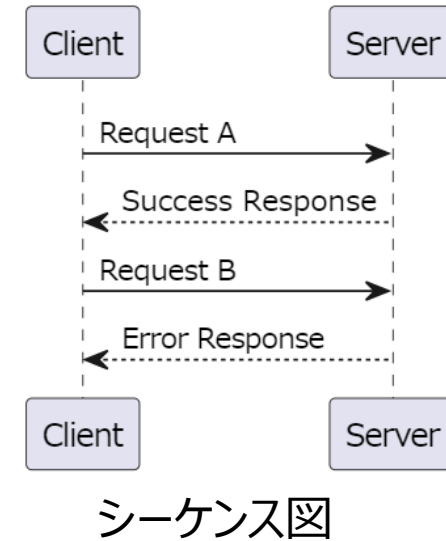 Client Server
Request A
Success Response
Request B
Error Response
Client Server
シーケンス図